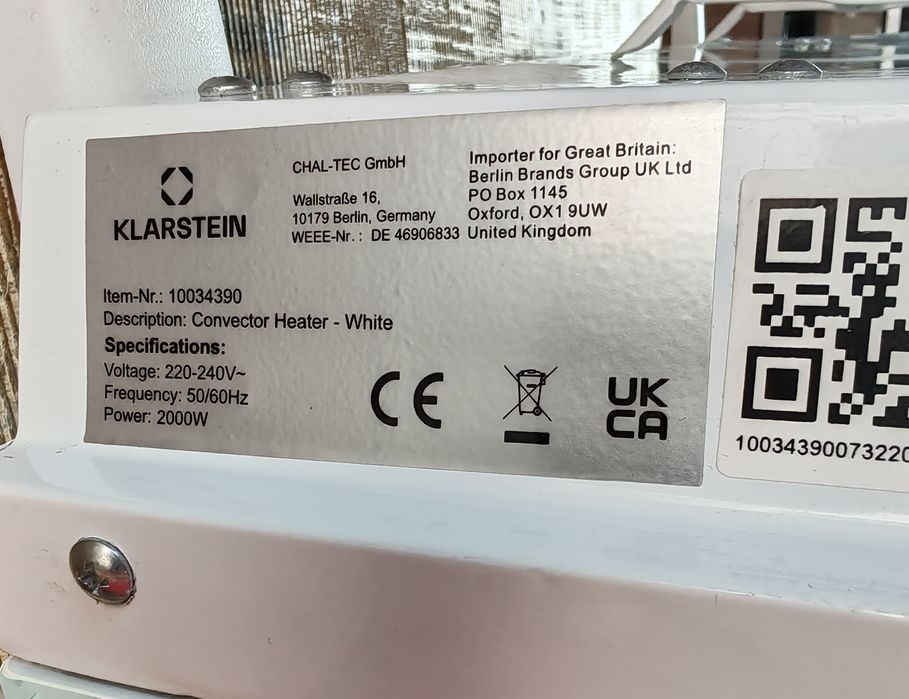 KLARSTEIN
CHAL-TEC GmbH
Wallstraße 16,
10179 Berlin, Germany
WEEE-Nr.: DE 46906833
Importer for Great Britain:
Berlin Brands Group UK Ltd
PO Box 1145
Oxford, OX1 9UW
United Kingdom
Item-Nr.: 10034390
Description: Convector Heater - White
Specifications:
Voltage: 220-240V~
Frequency: 50/60Hz
Power: 2000W
CE
UK
CA
1003439007322